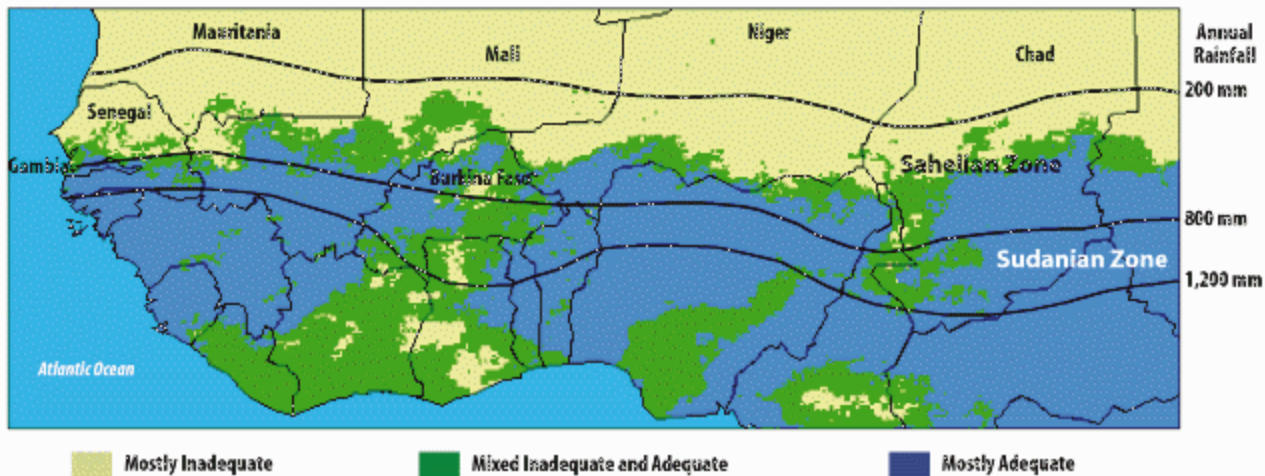 Mauritania
Mali
Niger
Chad
Annual
Rainfall
200 mm
Senegal
Gambia
Sahelian Zone
Burkina Faso
800 mm
Sudanian Zone
1,200 mm
Atlantic Ocean
Mostly Inadequate
Mixed Inadequate and Adequate
Mostly Adequate